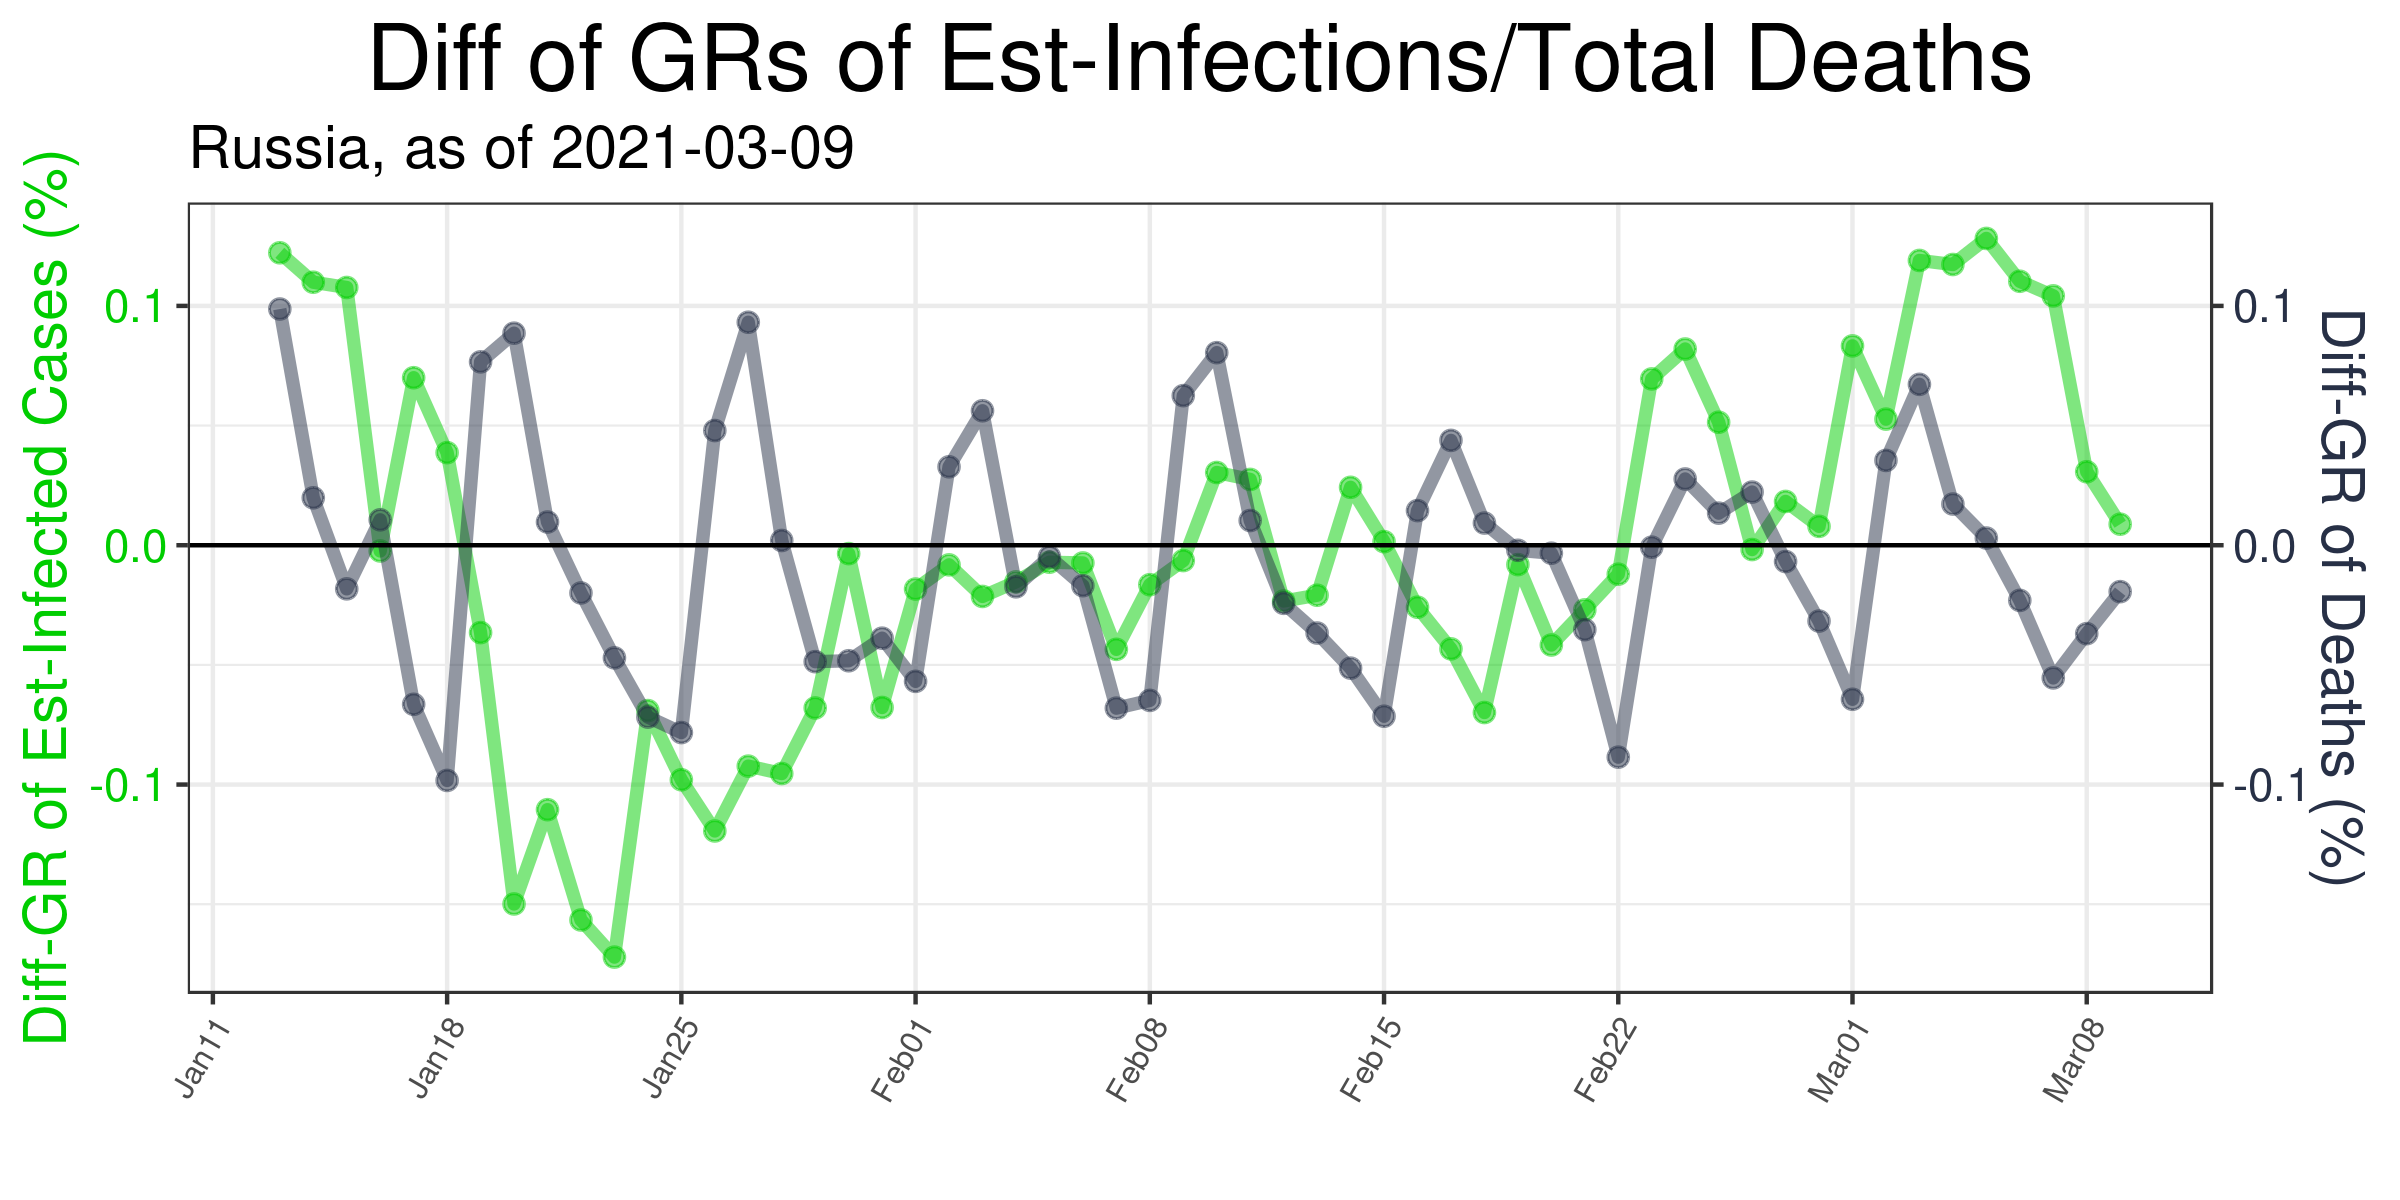 Diff of GRs of Est-Infections/Total Deaths
Russia, as of 2021-03-09
Diff-GR of Est-Infected Cases (%)
0.1
0.0
-0.1
0.1
0.0
-0.1
Diff-GR of Deaths (%)
Jan11
Jan18
Jan25
Feb01
Feb08
Feb15
Feb22
Mar01
Mar08